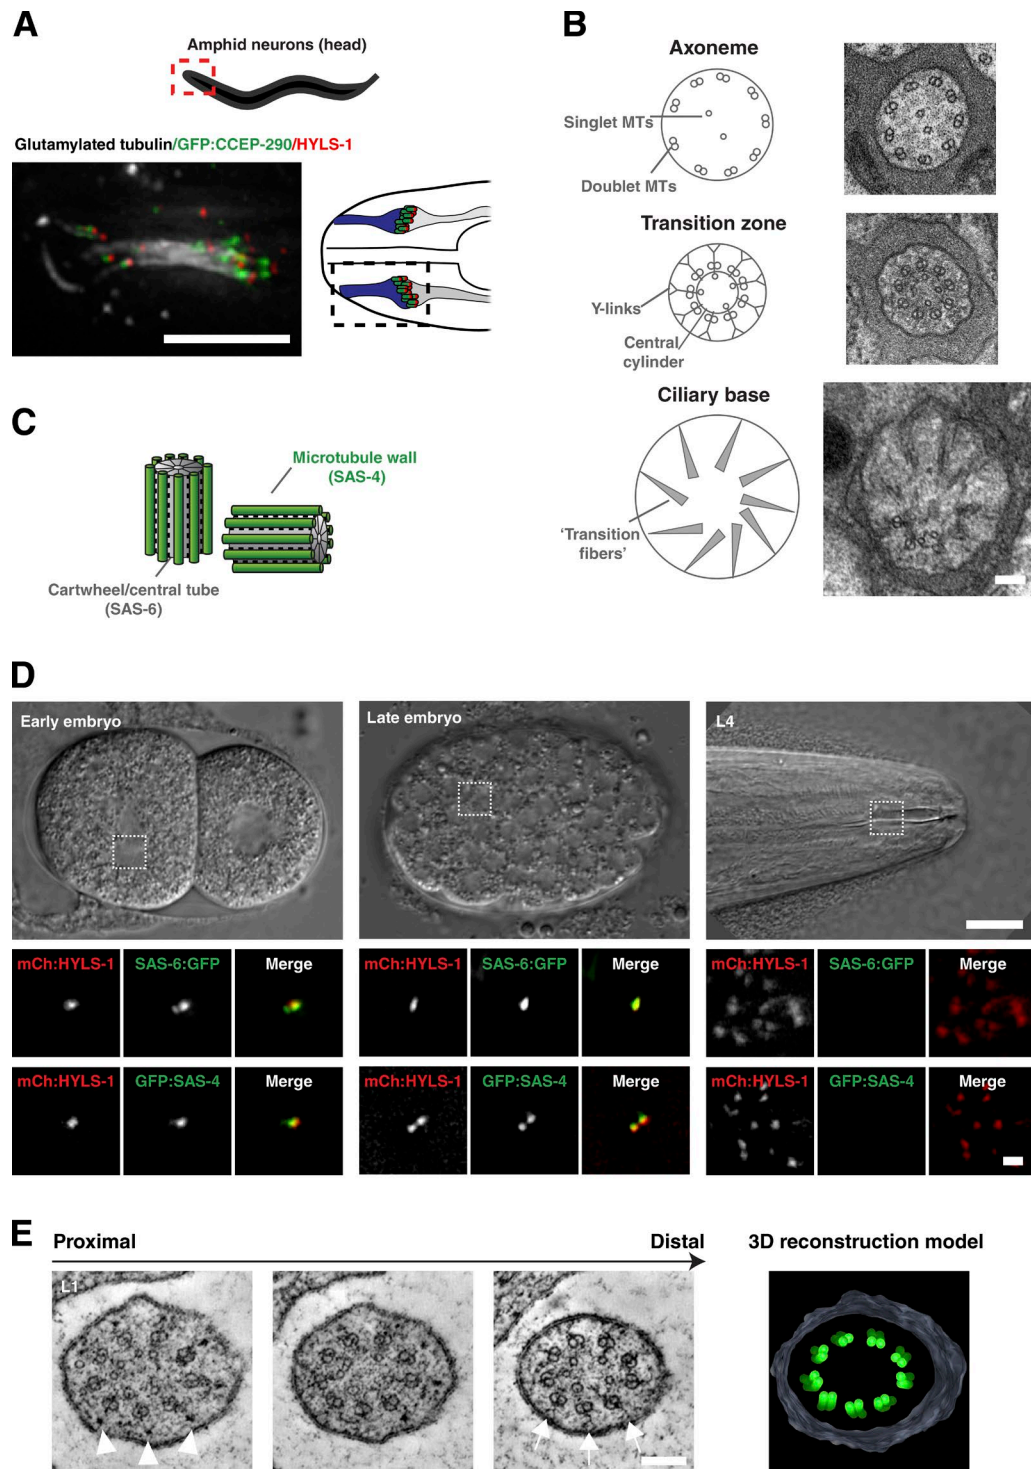 A
Amphid neurons (head)
Glutamylated tubulin/GFP:CCEP-290/HYLS-1
B
Axoneme
Singlet MTs
Doublet MTs
Transition zone
Y-links
Central
cylinder
Ciliary base
'Transition
fibers'
C
Microtubule wall
(SAS-4)
Cartwheel/central tube
(SAS-6)
D
Early embryo
Late embryo
L4
mCh:HYLS-1 SAS-6:GFP Merge mCh:HYLS-1 SAS-6:GFP Merge mCh:HYLS-1 SAS-6:GFP Merge
mCh:HYLS-1 GFP:SAS-4 Merge mCh:HYLS-1 GFP:SAS-4 Merge mCh:HYLS-1 GFP:SAS-4 Merge
E
Proximal Distal 3D reconstruction model
L1